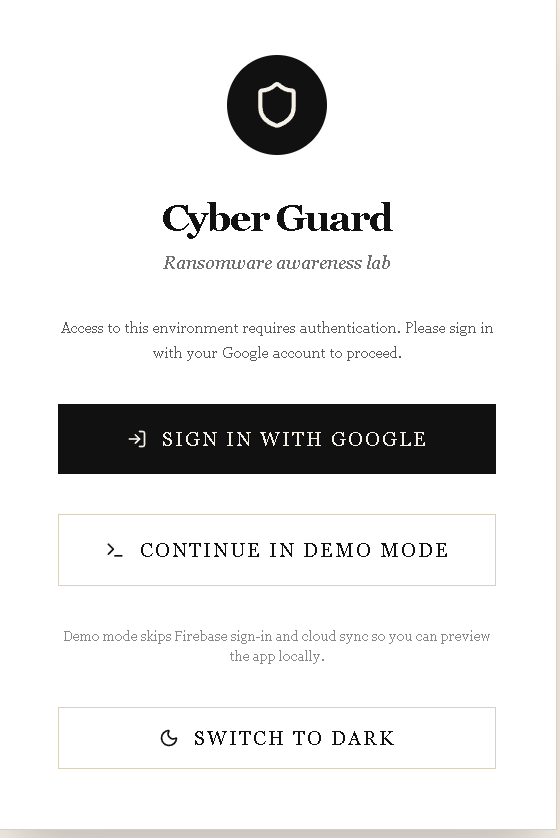 Cyber Guard
Ransomware awareness lab
Access to this environment requires authentication. Please sign in
with your Google account to proceed.
SIGN IN WITH GOOGLE
CONTINUE IN DEMO MODE
Demo mode skips Firebase sign-in and cloud sync so you can preview
the app locally.
SWITCH TO DARK